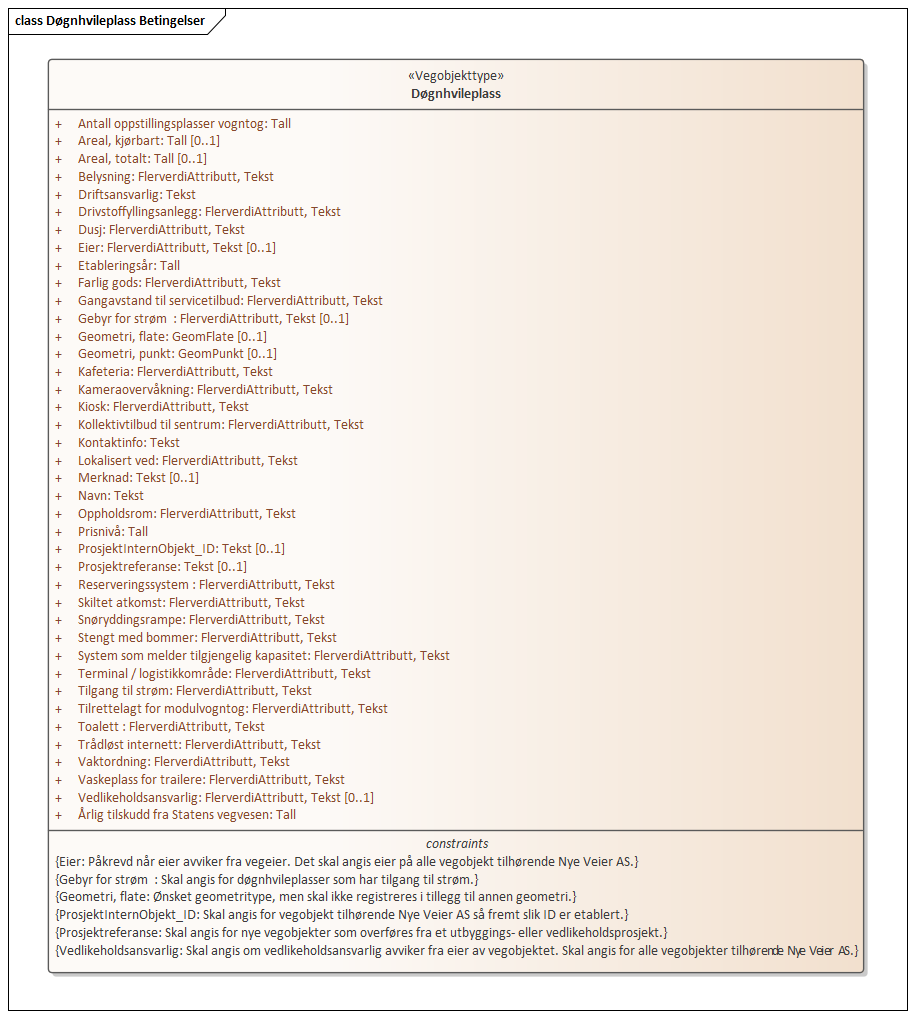 class Døgnhvileplass Betingelser
«Vegobjekttype»
Døgnhvileplass
+ Antall oppstillingsplasser vogntog: Tall
+ Areal, kjørbart: Tall [0..1]
+ Areal, totalt: Tall [0..1]
+ Belysning: FlerverdiAttributt, Tekst
+ Driftsansvarlig: Tekst
+ Drivstoffyllingsanlegg: FlerverdiAttributt, Tekst
+ Dusj: FlerverdiAttributt, Tekst
+ Eier: FlerverdiAttributt, Tekst [0..1]
+ Etableringsår: Tall
+ Farlig gods: FlerverdiAttributt, Tekst
+ Gangavstand til servicetilbud: FlerverdiAttributt, Tekst
+ Gebyr for strøm  : FlerverdiAttributt, Tekst [0..1]
+ Geometri, flate: GeomFlate [0..1]
+ Geometri, punkt: GeomPunkt [0..1]
+ Kafeteria: FlerverdiAttributt, Tekst
+ Kameraovervåkning: FlerverdiAttributt, Tekst
+ Kiosk: FlerverdiAttributt, Tekst
+ Kollektivtilbud til sentrum: FlerverdiAttributt, Tekst
+ Kontaktinfo: Tekst
+ Lokalisert ved: FlerverdiAttributt, Tekst
+ Merknad: Tekst [0..1]
+ Navn: Tekst
+ Oppholdsrom: FlerverdiAttributt, Tekst
+ Prisnivå: Tall
+ ProsjektInternObjekt_ID: Tekst [0..1]
+ Prosjektreferanse: Tekst [0..1]
+ Reserveringssystem : FlerverdiAttributt, Tekst
+ Skiltet atkomst: FlerverdiAttributt, Tekst
+ Snøryddingsrampe: FlerverdiAttributt, Tekst
+ Stengt med bommer: FlerverdiAttributt, Tekst
+ System som melder tilgjengelig kapasitet: FlerverdiAttributt, Tekst
+ Terminal / logistikkområde: FlerverdiAttributt, Tekst
+ Tilgang til strøm: FlerverdiAttributt, Tekst
+ Tilrettelagt for modulvogntog: FlerverdiAttributt, Tekst
+ Toalett : FlerverdiAttributt, Tekst
+ Trådløst internett: FlerverdiAttributt, Tekst
+ Vaktordning: FlerverdiAttributt, Tekst
+ Vaskeplass for trailere: FlerverdiAttributt, Tekst
+ Vedlikeholdsansvarlig: FlerverdiAttributt, Tekst [0..1]
+ Årlig tilskudd fra Statens vegvesen: Tall
constraints
{Eier: Påkrevd når eier avviker fra vegeier. Det skal angis eier på alle vegobjekt tilhørende Nye Veier AS.}
{Gebyr for strøm  : Skal angis for døgnhvileplasser som har tilgang til strøm.}
{Geometri, flate: Ønsket geometritype, men skal ikke registreres i tillegg til annen geometri.}
{ProsjektInternObjekt_ID: Skal angis for vegobjekt tilhørende Nye Veier AS så fremt slik ID er etablert.}
{Prosjektreferanse: Skal angis for nye vegobjekter som overføres fra et utbyggings- eller vedlikeholdsprosjekt.}
{Vedlikeholdsansvarlig: Skal angis om vedlikeholdsansvarlig avviker fra eier av vegobjektet. Skal angis for alle vegobjekter tilhørende Nye Veier AS.}